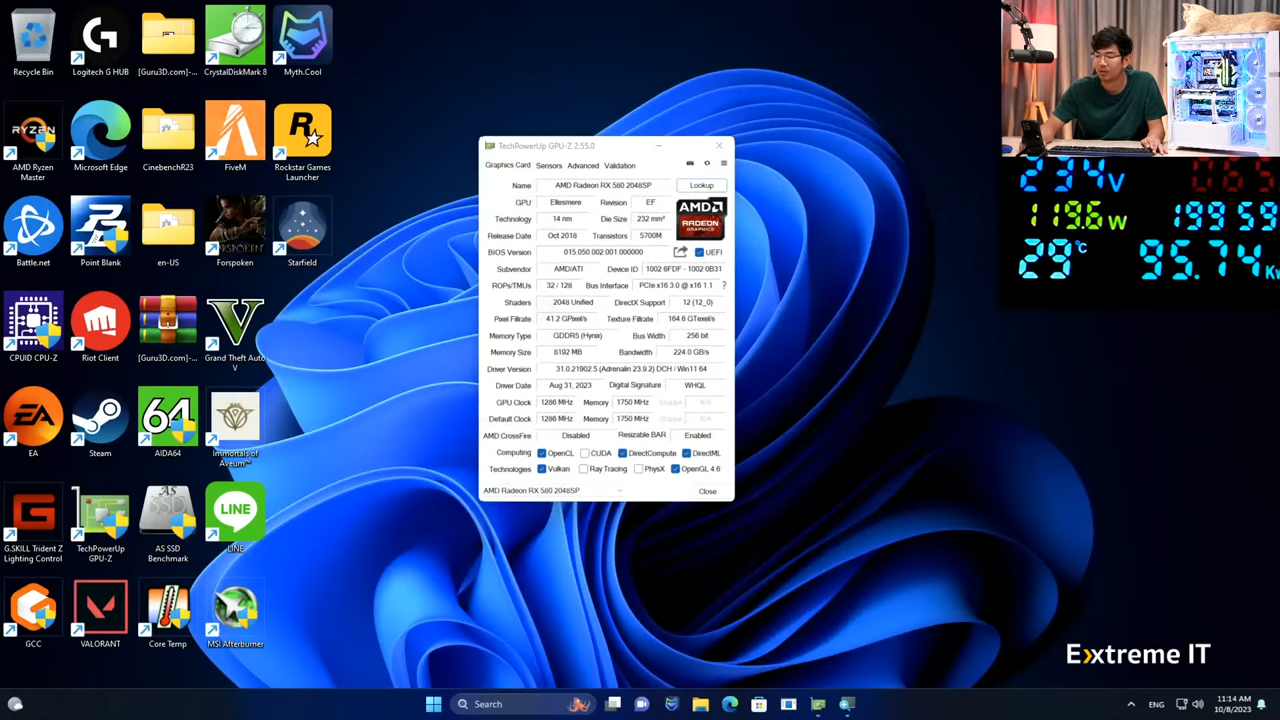 Recycle Bin
Logitech G HUB
[Guru3D.com]-...
CrystalDiskMark 8
Myth.Cool
RYZEN
AMD Ryzen
Master
Microsoft Edge
CinebenchR23
FiveM
Rockstar Games
Launcher
Battle.net
Point Blank
en-US
Forspoken
Starfield
CPUID CPU-Z
Riot Client
[Guru3D.com]-...
Grand Theft Auto
V
EA
Steam
64
AIDA64
Immortals of
Aveum™
G.SKILL Trident Z
Lighting Control
TechPowerUp
GPU-Z
AS SSD
Benchmark
LINE
LINE
GCC
VALORANT
Core Temp
MSI Afterburner
TechPowerUp GPU-Z 2.55.0
Graphics Card Sensors Advanced Validation
Name AMD Radeon RX 580 2048SP Lookup
GPU Ellesmere Revision EF
AMD
RADEON
GRAPHICS
Technology 14 nm Die Size 232 mm²
Release Date Oct 2018 Transistors 5700M
BIOS Version 015.050.002.001.000000 UEFI
Subvendor AMD/ATI Device ID 1002 6FDF - 1002 0B31
ROPs/TMUs 32 / 128 Bus Interface PCIe x16 3.0 @ x16 1.1 ?
Shaders 2048 Unified DirectX Support 12 (12_0)
Pixel Fillrate 41.2 GPixel/s Texture Fillrate 164.6 GTexel/s
Memory Type GDDR5 (Hynix) Bus Width 256 bit
Memory Size 8192 MB Bandwidth 224.0 GB/s
Driver Version 31.0.21902.5 (Adrenalin 23.9.2) DCH / Win11 64
Driver Date Aug 31, 2023 Digital Signature WHQL
GPU Clock 1286 MHz Memory 1750 MHz Shader N/A
Default Clock 1286 MHz Memory 1750 MHz Shader N/A
AMD CrossFire Disabled Resizable BAR Enabled
Computing OpenCL CUDA DirectCompute DirectML
Technologies Vulkan Ray Tracing PhysX OpenGL 4.6
AMD Radeon RX 580 2048SP Close
234V
119.6W
29°C 35.74
Extreme IT
Search
ENG
11:14 AM
10/8/2023